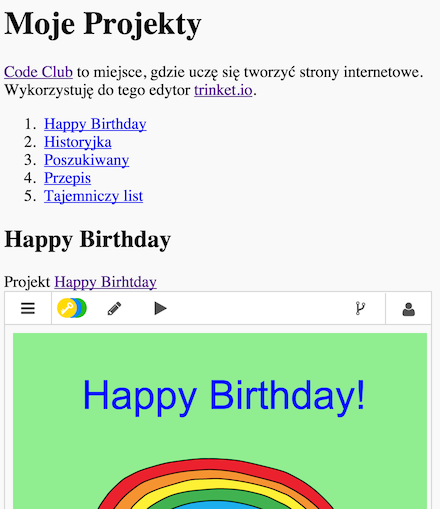 Moje Projekty
Code Club to miejsce, gdzie uczę się tworzyć strony internetowe.
Wykorzystuję do tego edytor trinket.io.
1. Happy Birthday
2. Historyjka
3. Poszukiwany
4. Przepis
5. Tajemniczy list
Happy Birthday
Projekt Happy Birhtday
Happy Birthday!